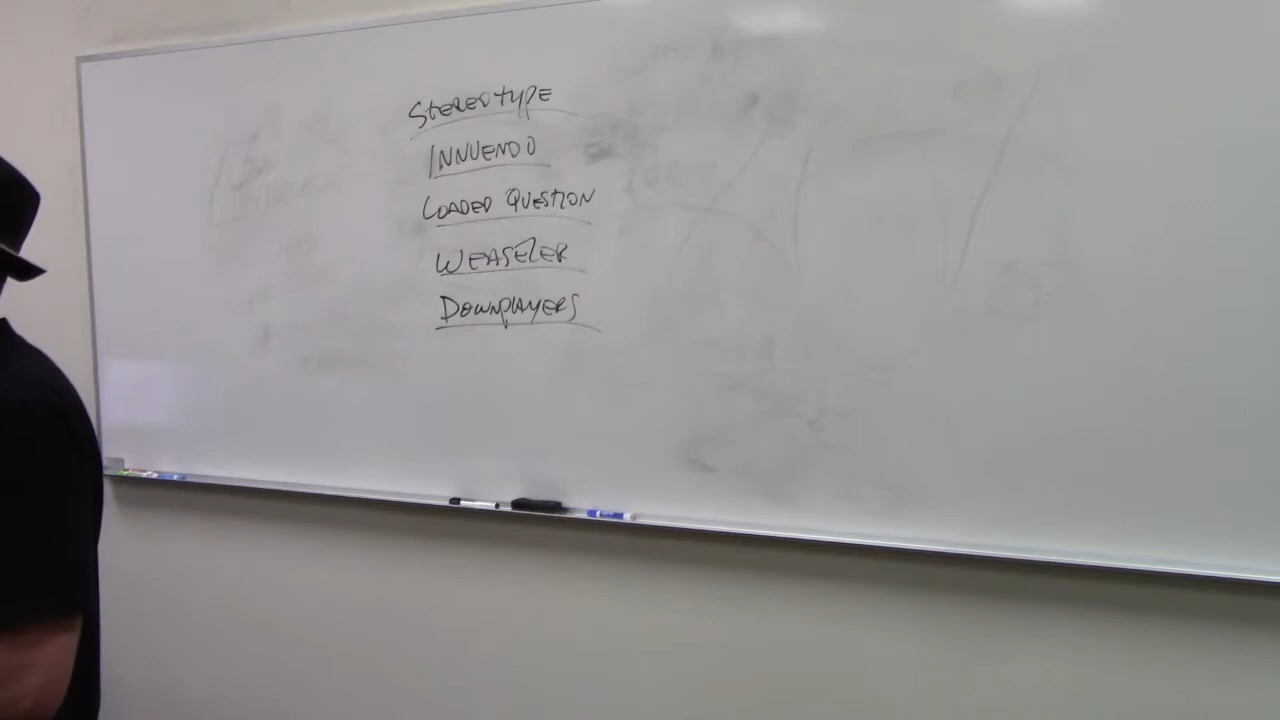 STEREOTYPE
INNUENDO
LOADED QUESTION
WEASELER
DOWNPLAYERS